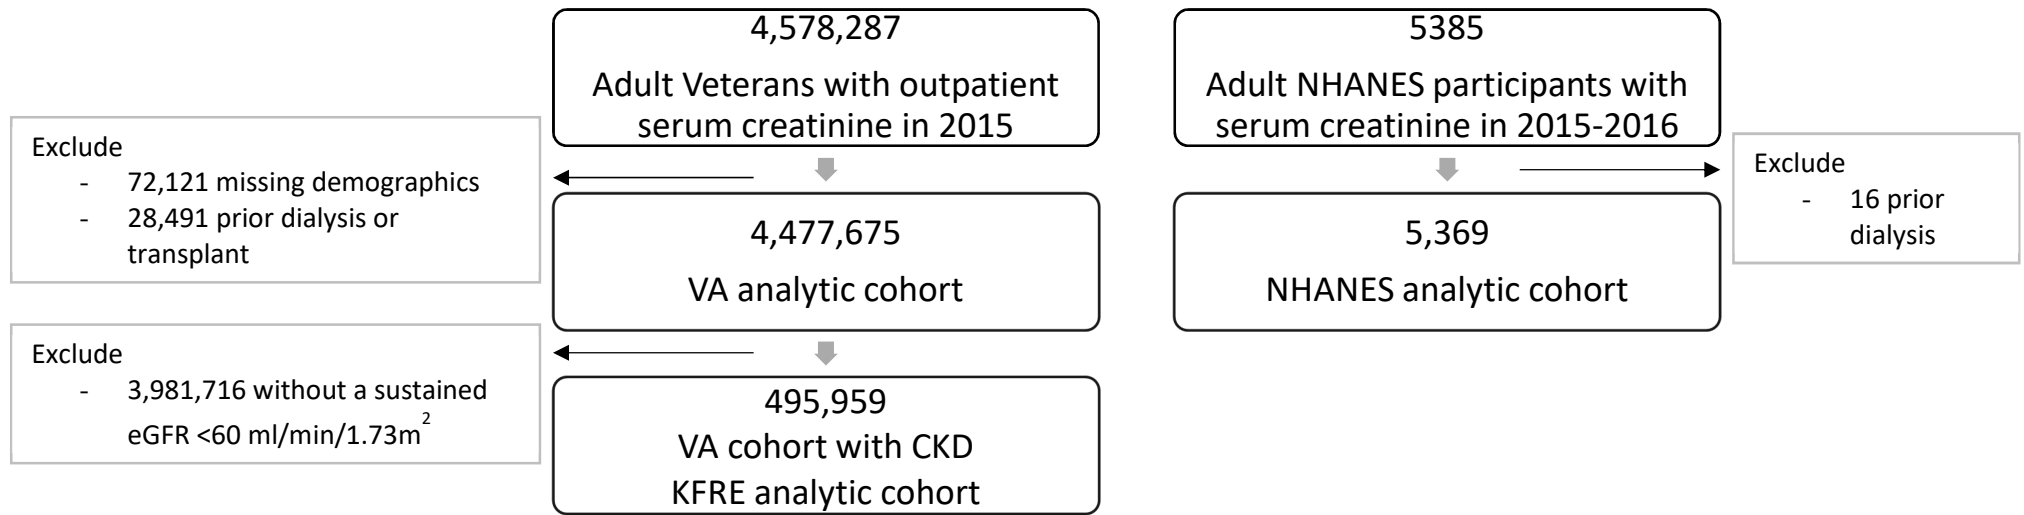 4,578,287
Adult Veterans with outpatient
serum creatinine in 2015
Exclude
- 72,121 missing demographics
- 28,491 prior dialysis or
transplant
4,477,675
VA analytic cohort
Exclude
- 3,981,716 without a sustained
eGFR <60 ml/min/1.73m²
495,959
VA cohort with CKD
KFRE analytic cohort
5385
Adult NHANES participants with
serum creatinine in 2015-2016
Exclude
- 16 prior
dialysis
5,369
NHANES analytic cohort